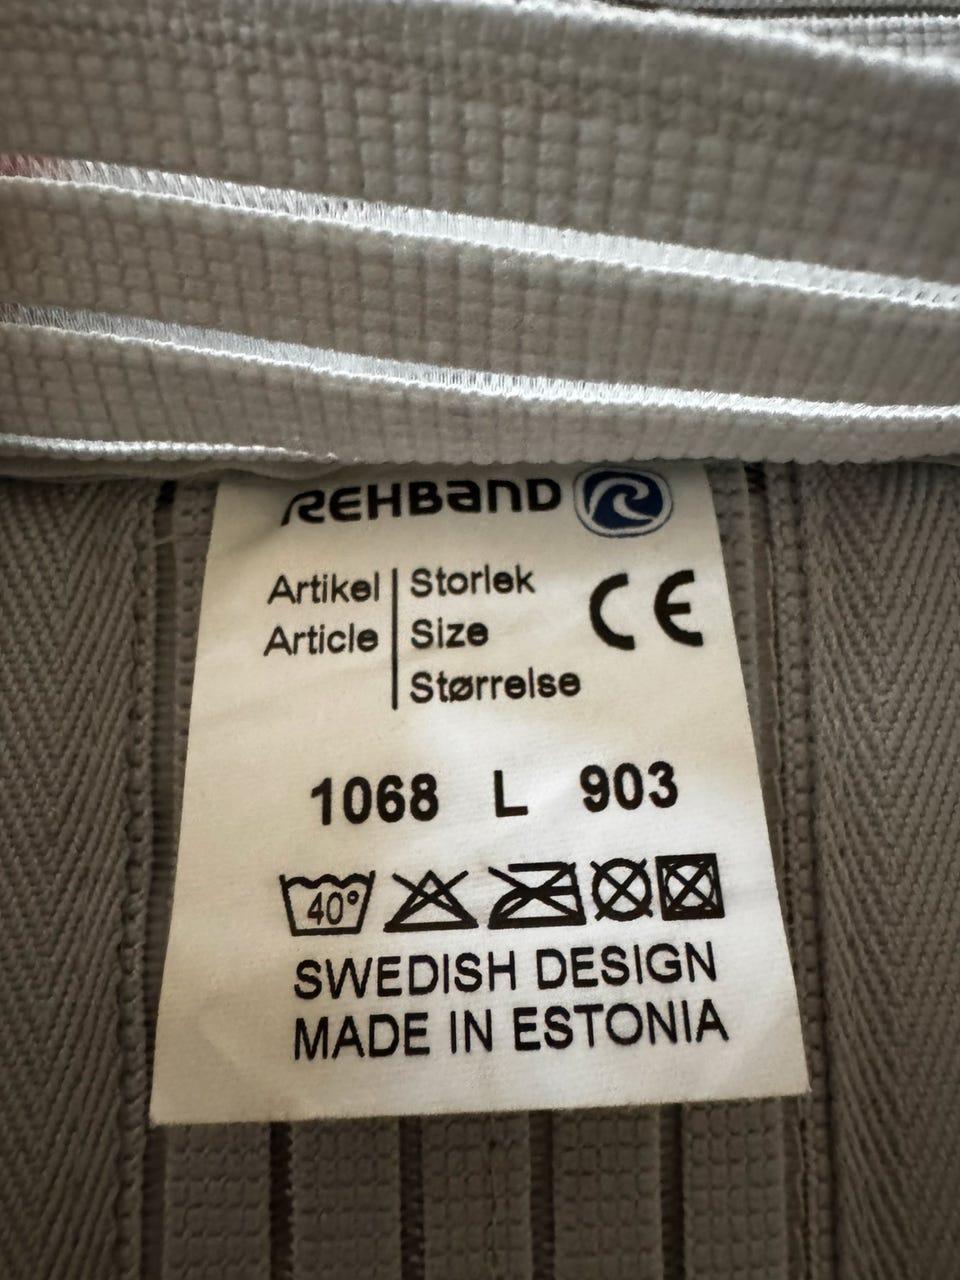 REHBanD
Artikel | Storlek
Article | Size
Størrelse
CE
1068 L 903
40°
SWEDISH DESIGN
MADE IN ESTONIA